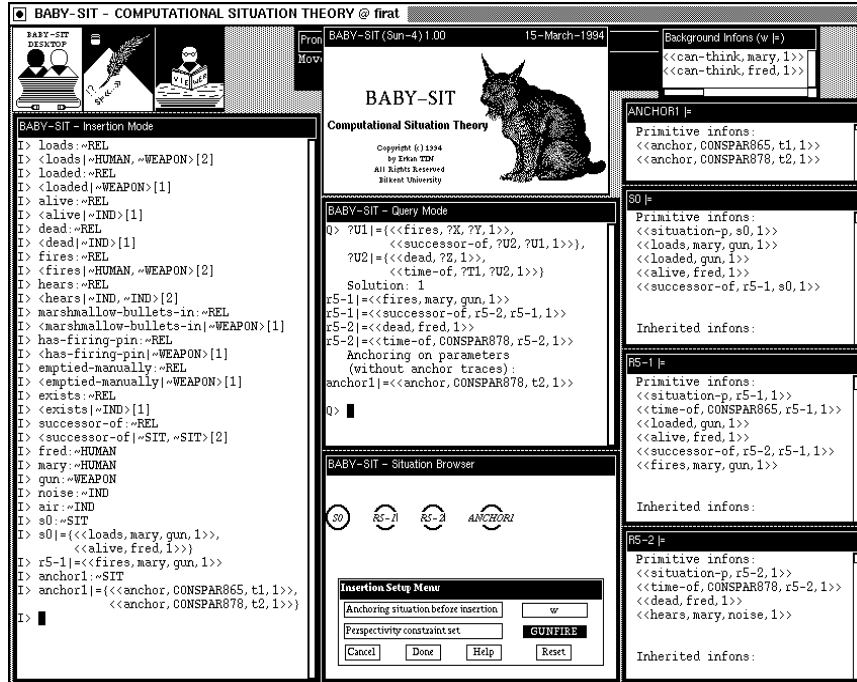 BABY-SIT - COMPUTATIONAL SITUATION THEORY @ firat
BABY-SIT
DESKTOP
!?
VIEWER
Pron
Move
BABY-SIT (Sun-4) 1.00 15-March-1994
BABY-SIT
Computational Situation Theory
Copyright (c) 1994
by Erkan TIN
All Rights Reserved
Bilkent University
Background Infons (w |=)
<<can-think, mary, 1>>
<<can-think, fred, 1>>
BABY-SIT - Insertion Mode
I> loads:~REL
I> <loads|~HUMAN, ~WEAPON>[2]
I> loaded:~REL
I> <loaded|~WEAPON>[1]
I> alive:~REL
I> <alive|~IND>[1]
I> dead:~REL
I> <dead|~IND>[1]
I> fires:~REL
I> <fires|~HUMAN, ~WEAPON>[2]
I> hears:~REL
I> <hears|~IND, ~IND>[2]
I> marshmallow-bullets-in:~REL
I> <marshmallow-bullets-in|~WEAPON>[1]
I> has-firing-pin:~REL
I> <has-firing-pin|~WEAPON>[1]
I> emptied-manually:~REL
I> <emptied-manually|~WEAPON>[1]
I> exists:~REL
I> <exists|~IND>[1]
I> successor-of:~REL
I> <successor-of|~SIT, ~SIT>[2]
I> fred:~HUMAN
I> mary:~HUMAN
I> gun:~WEAPON
I> noise:~IND
I> air:~IND
I> s0:~SIT
I> s0|={<<loads, mary, gun, 1>>,
<<alive, fred, 1>>}
I> r5-1|=<<fires, mary, gun, 1>>
I> anchor1:~SIT
I> anchor1|={<<anchor, CONSPAR865, t1, 1>>,
<<anchor, CONSPAR878, t2, 1>>}
I>
BABY-SIT - Query Mode
Q> ?U1|={<<fires, ?X, ?Y, 1>>,
<<successor-of, ?U2, ?U1, 1>>},
?U2|={<<dead, ?Z, 1>>,
<<time-of, ?T1, ?U2, 1>>}
Solution: 1
r5-1|=<<fires, mary, gun, 1>>
r5-1|=<<successor-of, r5-2, r5-1, 1>>
r5-2|=<<dead, fred, 1>>
r5-2|=<<time-of, CONSPAR878, r5-2, 1>>
Anchoring on parameters
(without anchor traces):
anchor1|=<<anchor, CONSPAR878, t2, 1>>
Q>
BABY-SIT - Situation Browser
S0 R5-1 R5-2 ANCHOR1
Insertion Setup Menu
Anchoring situation before insertion w
Perspectivity constraint set GUNFIRE
Cancel Done Help Reset
ANCHOR1 |=
Primitive infons:
<<anchor, CONSPAR865, t1, 1>>
<<anchor, CONSPAR878, t2, 1>>
S0 |=
Primitive infons:
<<situation-p, s0, 1>>
<<loads, mary, gun, 1>>
<<loaded, gun, 1>>
<<alive, fred, 1>>
<<successor-of, r5-1, s0, 1>>
Inherited infons:
R5-1 |=
Primitive infons:
<<situation-p, r5-1, 1>>
<<time-of, CONSPAR865, r5-1, 1>>
<<loaded, gun, 1>>
<<alive, fred, 1>>
<<successor-of, r5-2, r5-1, 1>>
<<fires, mary, gun, 1>>
Inherited infons:
R5-2 |=
Primitive infons:
<<situation-p, r5-2, 1>>
<<time-of, CONSPAR878, r5-2, 1>>
<<dead, fred, 1>>
<<hears, mary, noise, 1>>
Inherited infons: